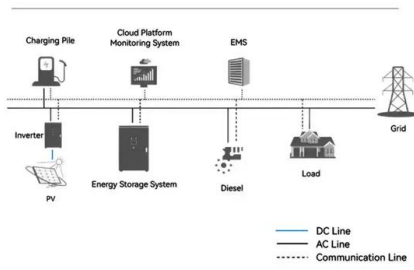 Charging Pile
Cloud Platform
Monitoring System
EMS
Grid
Inverter
PV
Energy Storage System
Diesel
Load
DC Line
AC Line
Communication Line